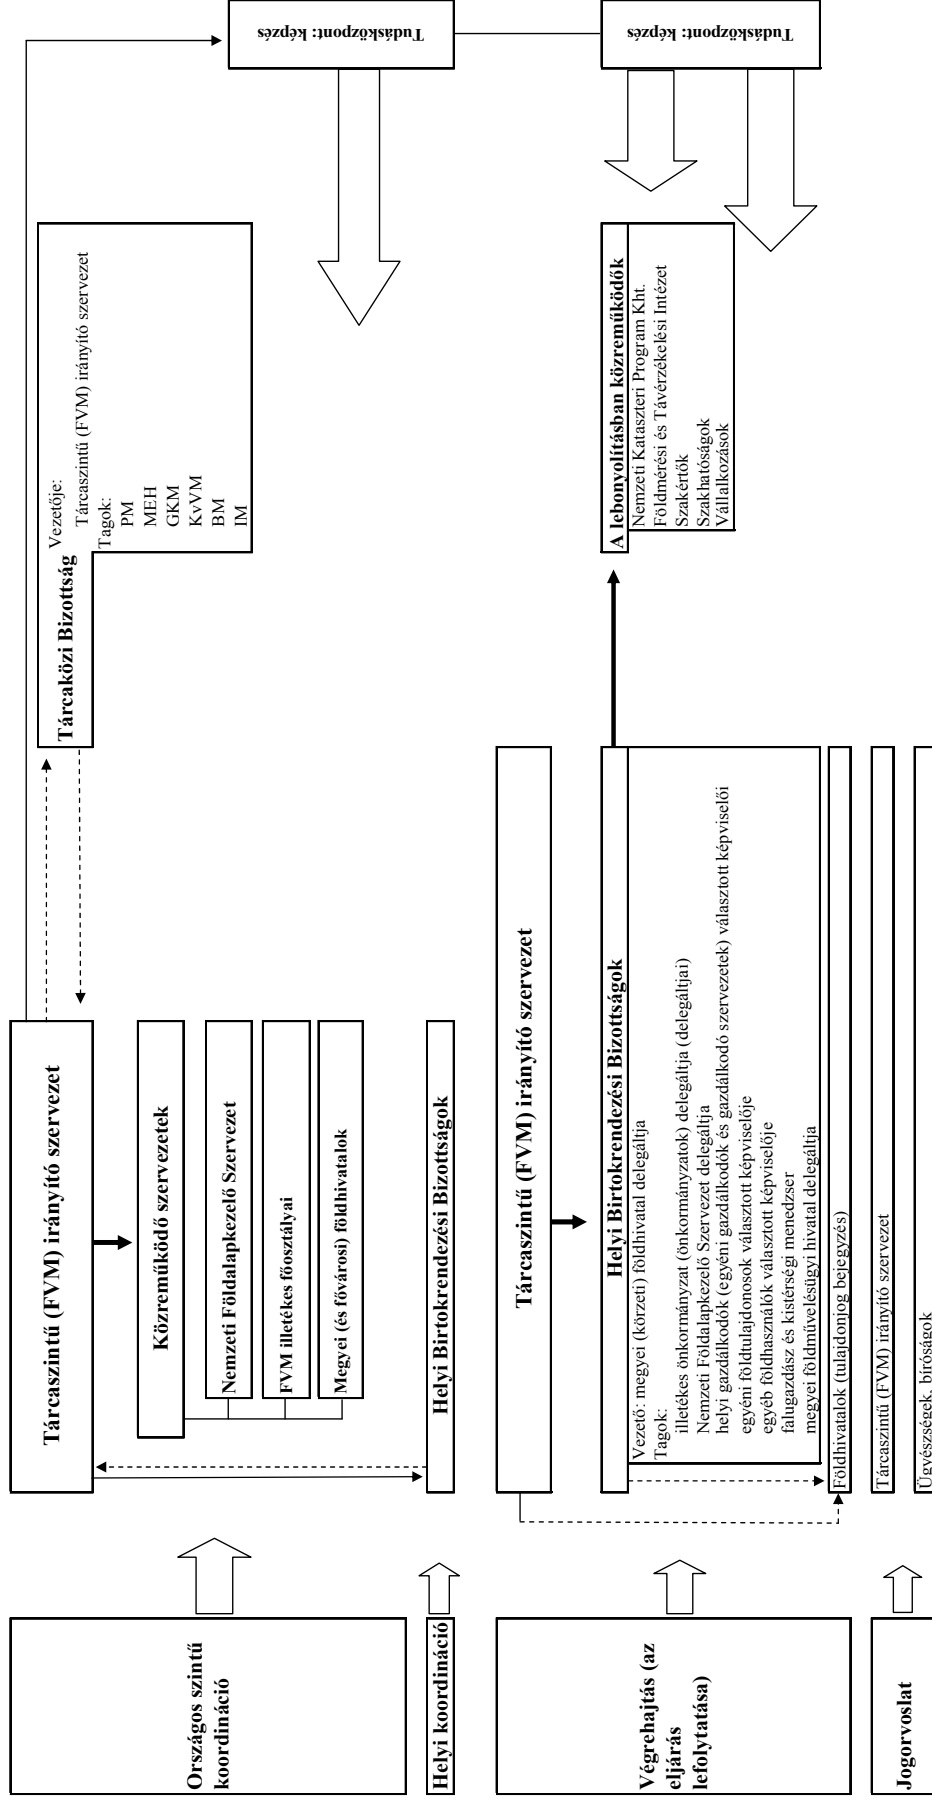 Országos szintű
koordináció
Helyi koordináció
Végrehajtás (az
eljárás
lefolytatása)
Jogorvoslat
Tárcaszintű (FVM) irányító szervezet
Közreműködő szervezetek
Nemzeti Földalapkezelő Szervezet
FVM illetékes főosztályai
Megyei (és fővárosi) földhivatalok
Helyi Birtokrendezési Bizottságok
Tárcaközi Bizottság
Vezetője:
Tárcaszintű (FVM) irányító szervezet
Tagok:
PM
MEH
GKM
KvVM
BM
IM
Tudásközpont: képzés
Tárcaszintű (FVM) irányító szervezet
Helyi Birtokrendezési Bizottságok
Vezető: megyei (körzeti) földhivatal delegáltja
Tagok:
illetékes önkormányzat (önkormányzatok) delegáltja (delegáltjai)
Nemzeti Földalapkezelő Szervezet delegáltja
helyi gazdálkodók (egyéni gazdálkodók és gazdálkodó szervezetek) választott képviselői
egyéni földtulajdonosok választott képviselője
egyéb földhasználók választott képviselője
falugazdász és kistérségi menedzser
megyei földművelésügyi hivatal delegáltja
Földhivatalok (tulajdonjog bejegyzés)
Tárcaszintű (FVM) irányító szervezet
Ügyészségek, bíróságok
A lebonyolításban közreműködők
Nemzeti Kataszteri Program Kht.
Földmérési és Távérzékelési Intézet
Szakértők
Szakhatóságok
Vállalkozások
Tudásközpont: képzés